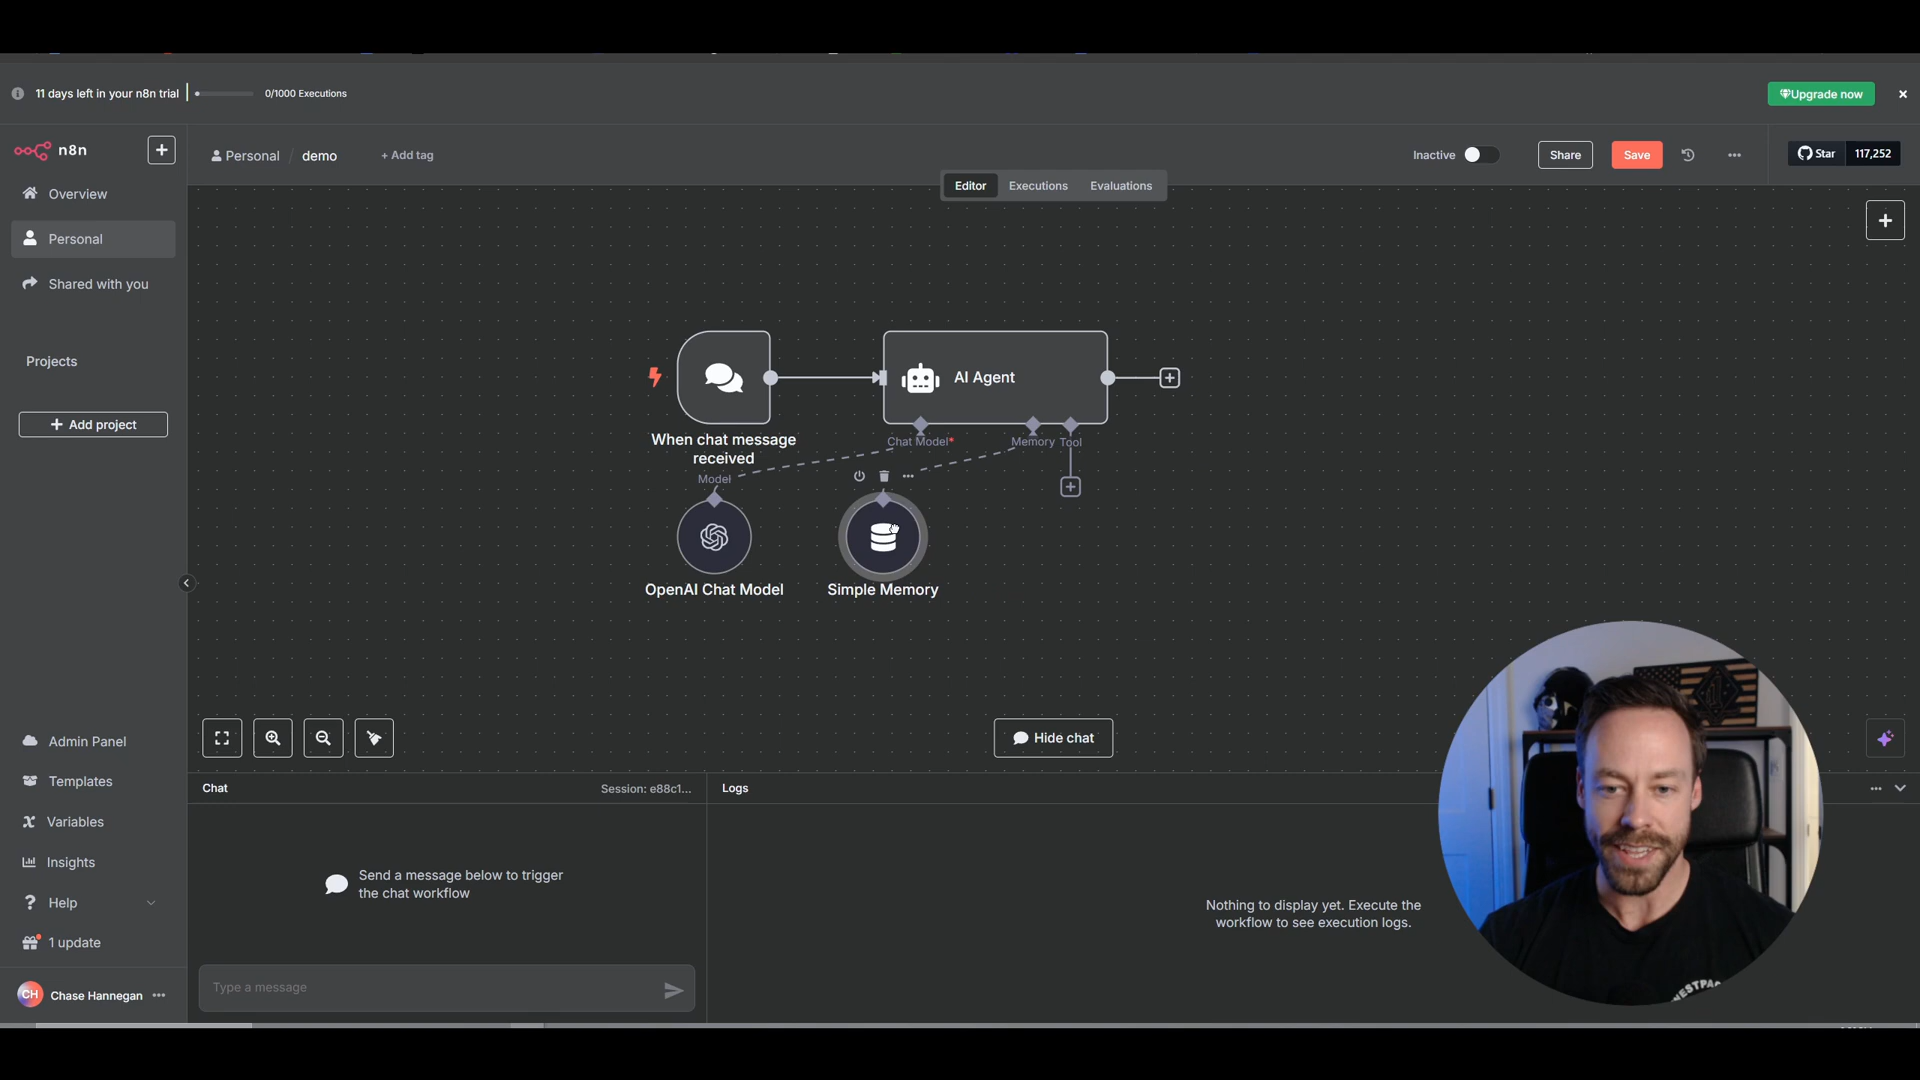 11 days left in your n8n trial
0/1000 Executions
Upgrade now
n8n
Personal / demo
+ Add tag
Inactive
Share
Save
Star
117,252
Editor
Executions
Evaluations
Overview
Personal
Shared with you
Projects
+ Add project
AI Agent
When chat message
received
Chat Model*
Memory
Tool
Model
OpenAI Chat Model
Simple Memory
Hide chat
Admin Panel
Templates
Variables
Insights
Help
1 update
CH
Chase Hannegan
Chat
Session: e88c1...
Logs
Send a message below to trigger
the chat workflow
Nothing to display yet. Execute the
workflow to see execution logs.
Type a message